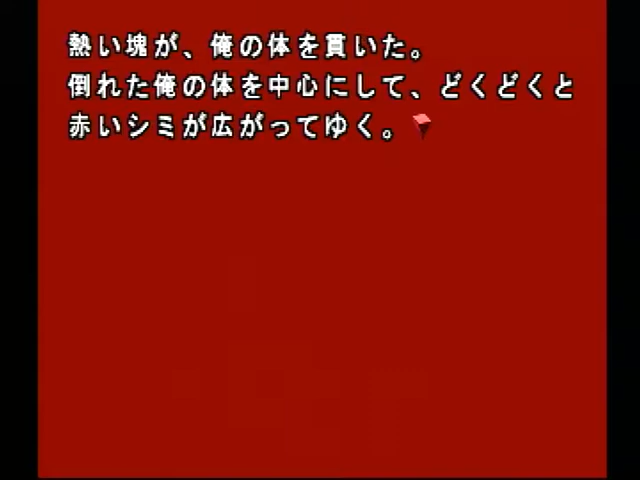 熱い塊が、俺の体を貫いた。
倒れた俺の体を中心にして、どくどくと
赤いシミが広がってゆく。